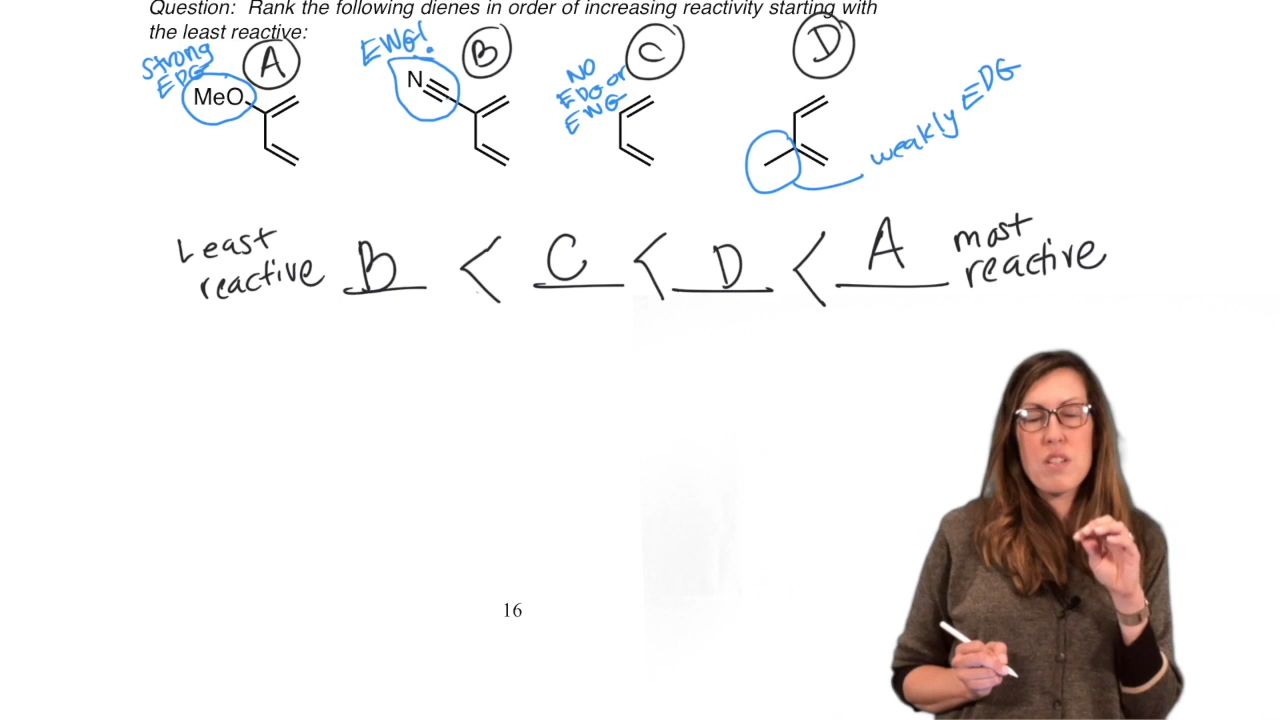 Question: Rank the following dienes in order of increasing reactivity starting with
the least reactive:
Strong
EDG
A
MeO
EWG!
B
N
NO
EDG or
EWG
C
D
weakly EDG
Least
reactive
B < C < D < A
most
reactive
16